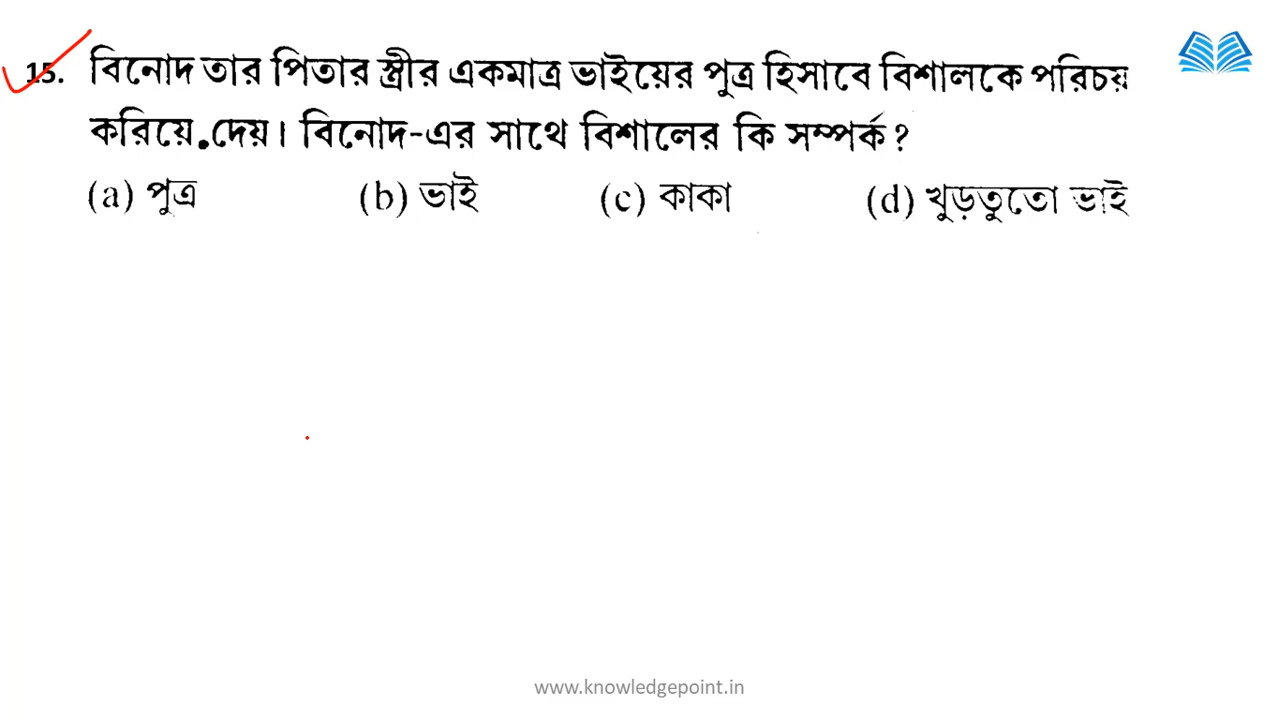 15. বিনোদ তার পিতার স্ত্রীর একমাত্র ভাইয়ের পুত্র হিসাবে বিশালকে পরিচয়
করিয়ে.দেয়। বিনোদ-এর সাথে বিশালের কি সম্পর্ক?
(a) পুত্র (b) ভাই (c) কাকা (d) খুড়তুতো ভাই
www.knowledgepoint.in